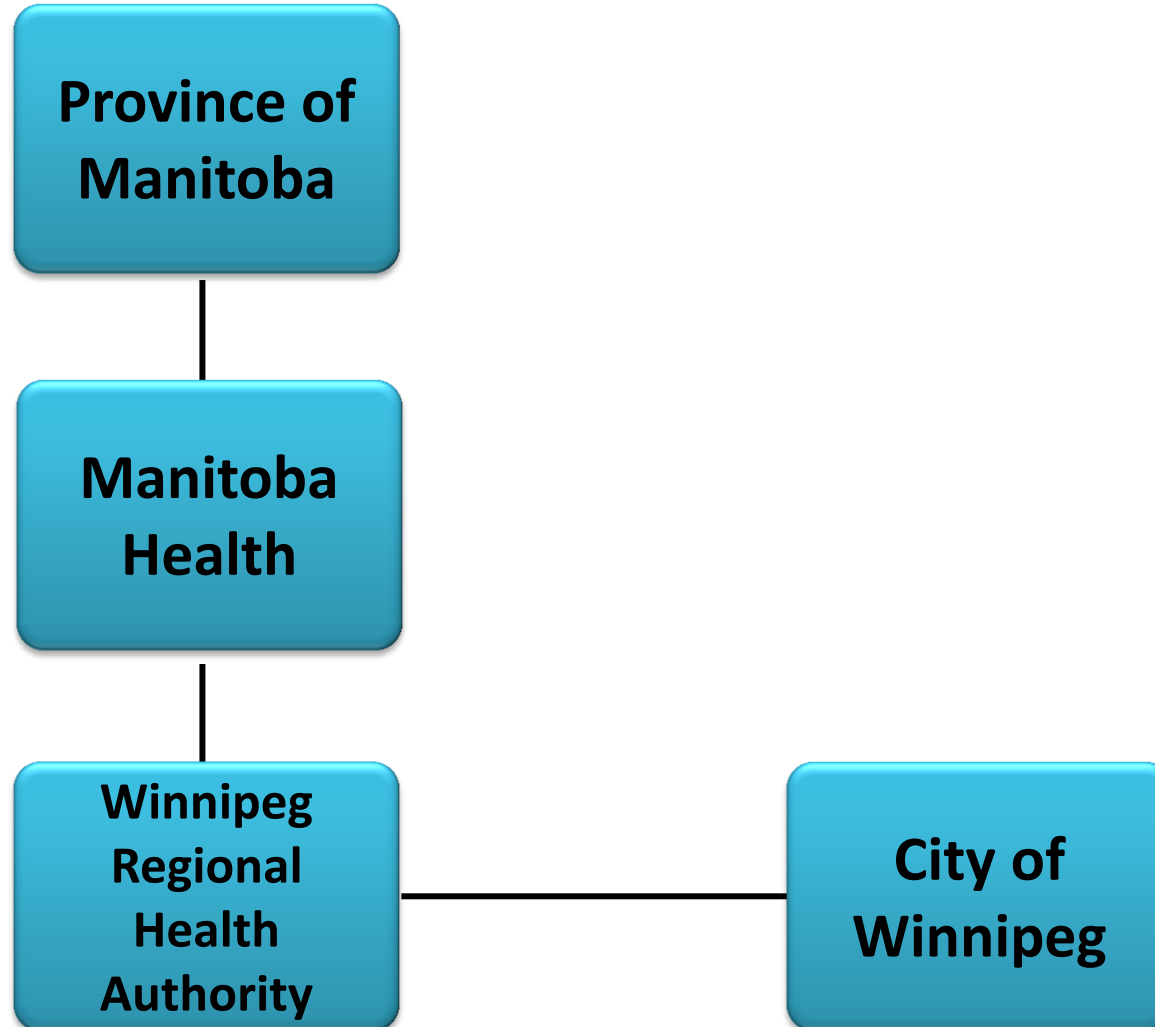 Province of
Manitoba
Manitoba
Health
Winnipeg
Regional
Health
Authority
City of
Winnipeg